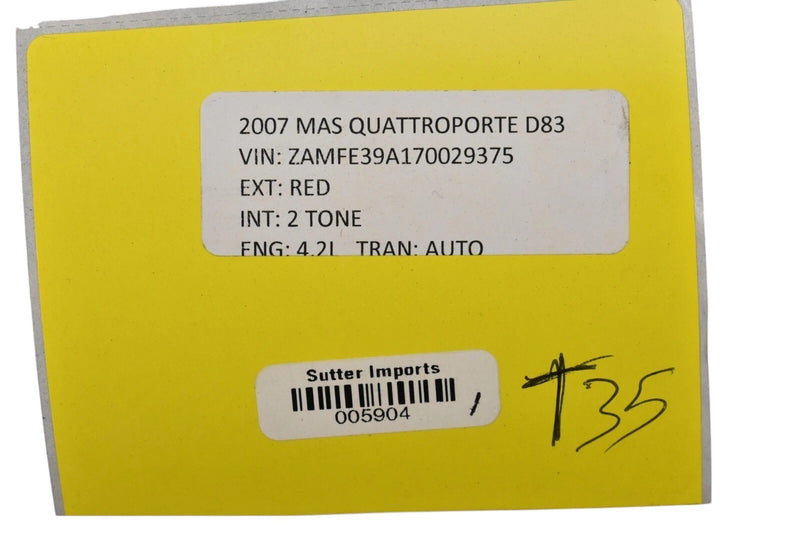 2007 MAS QUATTROPORTE D83
VIN: ZAMFE39A170029375
EXT: RED
INT: 2 TONE
ENG: 4.2L TRAN: AUTO
Sutter Imports
005904
T35